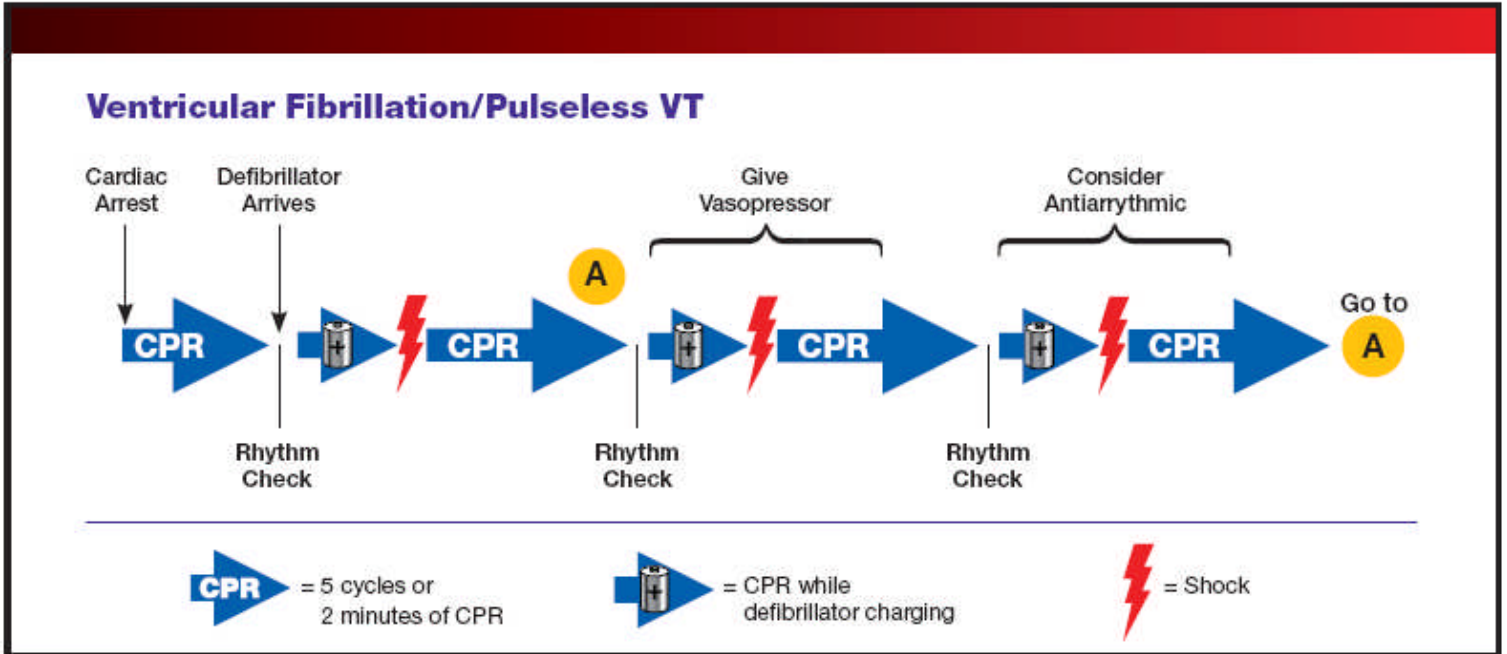 Ventricular Fibrillation/Pulseless VT
Cardiac
Arrest
Defibrillator
Arrives
Give
Vasopressor
Consider
Antiarrythmic
A
Go to
A
CPR
+
CPR
+
CPR
+
CPR
Rhythm
Check
Rhythm
Check
Rhythm
Check
CPR
= 5 cycles or
2 minutes of CPR
+
= CPR while
defibrillator charging
= Shock